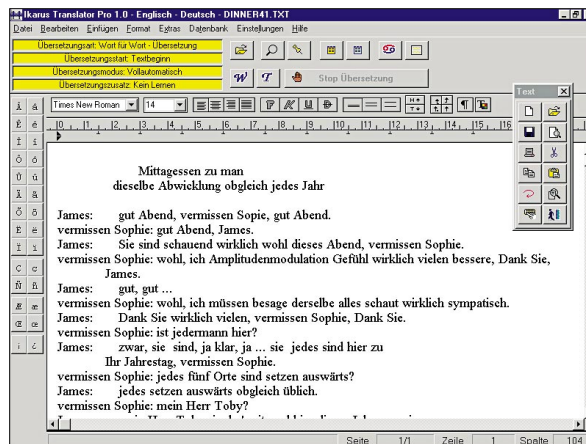 Ikarus Translator Pro 1.0 - Englisch - Deutsch - DINNER41.TXT
Datei Bearbeiten Einfügen Format Extras Datenbank Einstellungen Hilfe
Übersetzungsart: Wort für Wort - Übersetzung
Übersetzungsstart: Textbeginn
Übersetzungsmodus: Vollautomatisch
Übersetzungszusatz: Kein Lernen
W T Stop Übersetzung
Times New Roman 14 F K U D
Text
Mittagessen zu man
dieselbe Abwicklung obgleich jedes Jahr
James: gut Abend, vermissen Sopie, gut Abend.
vermissen Sophie: gut Abend, James.
James: Sie sind schauend wirklich wohl dieses Abend, vermissen Sophie.
vermissen Sophie: wohl, ich Amplitudenmodulation Gefühl wirklich vielen bessere, Dank Sie,
James.
James: gut, gut ...
vermissen Sophie: wohl, ich müssen besage derselbe alles schaut wirklich sympatisch.
James: Dank Sie wirklich vielen, vermissen Sophie, Dank Sie.
vermissen Sophie: ist jedermann hier?
James: zwar, sie sind, ja klar, ja ... sie jedes sind hier zu
Ihr Jahrestag, vermissen Sophie.
vermissen Sophie: jedes fünf Orte sind setzen auswärts?
James: jedes setzen auswärts obgleich üblich.
vermissen Sophie: mein Herr Toby?
Seite 1/1 Zeile 1 Spalte 104